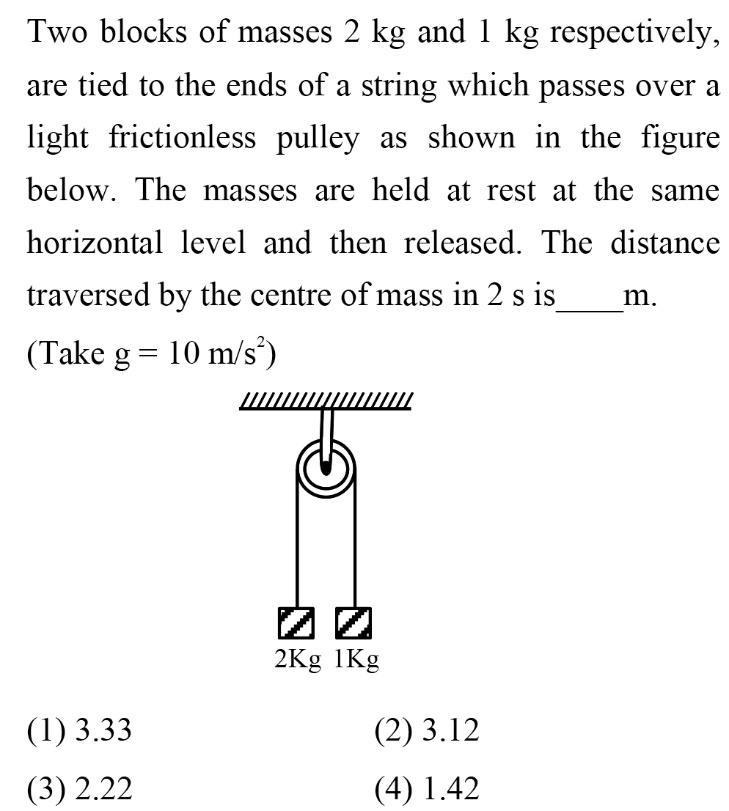 Two blocks of masses 2 kg and 1 kg respectively,
are tied to the ends of a string which passes over a
light frictionless pulley as shown in the figure
below. The masses are held at rest at the same
horizontal level and then released. The distance
traversed by the centre of mass in 2 s is____m.
(Take g = 10 m/s²)
2Kg 1Kg
(1) 3.33 (2) 3.12
(3) 2.22 (4) 1.42